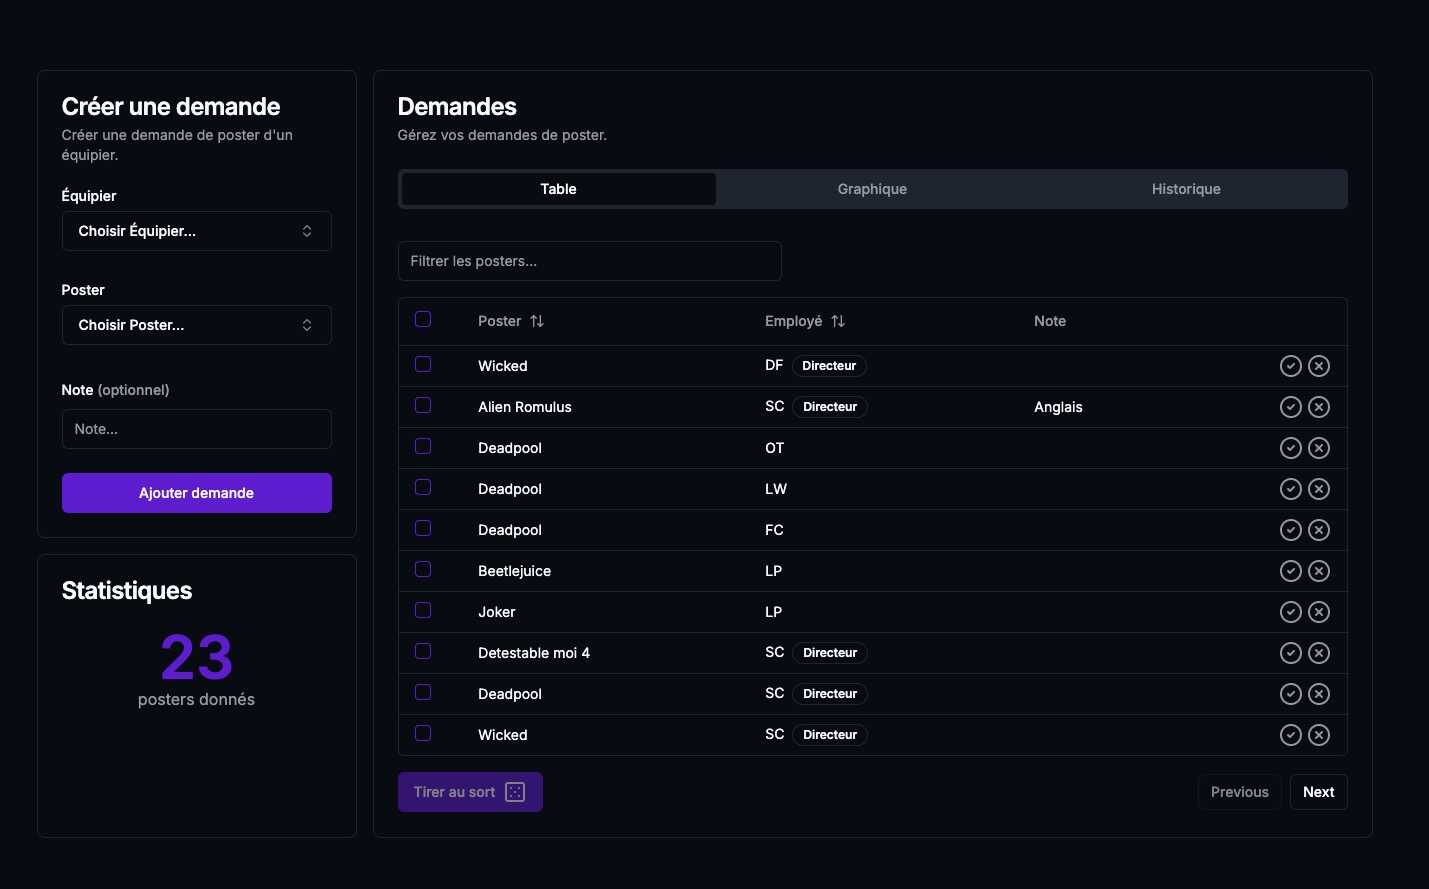 Créer une demande
Créer une demande de poster d'un
équipier.
Équipier
Choisir Équipier...
Poster
Choisir Poster...
Note (optionnel)
Note...
Ajouter demande
Statistiques
23
posters donnés
Demandes
Gérez vos demandes de poster.
Table Graphique Historique
Filtrer les posters...
Poster Employé Note
Wicked DF Directeur
Alien Romulus SC Directeur Anglais
Deadpool OT
Deadpool LW
Deadpool FC
Beetlejuice LP
Joker LP
Detestable moi 4 SC Directeur
Deadpool SC Directeur
Wicked SC Directeur
Tirer au sort Previous Next